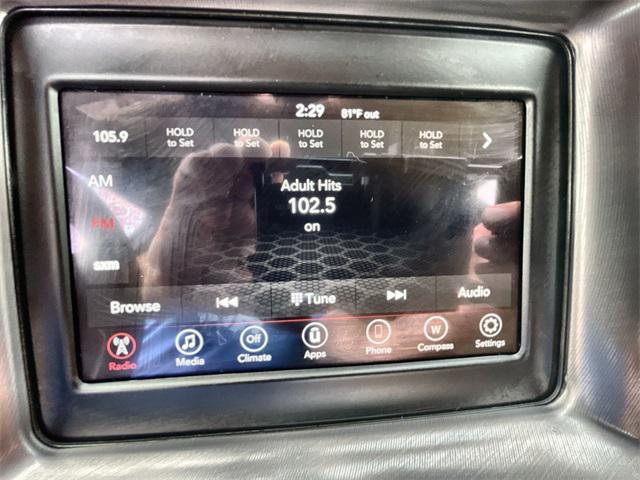 2:29 81°F out
105.9 HOLD to Set HOLD to Set HOLD to Set HOLD to Set HOLD to Set
AM
Adult Hits
102.5
FM
on
SXM
Browse Tune Audio
Radio Media Off Climate ü Apps Phone W Compass Settings